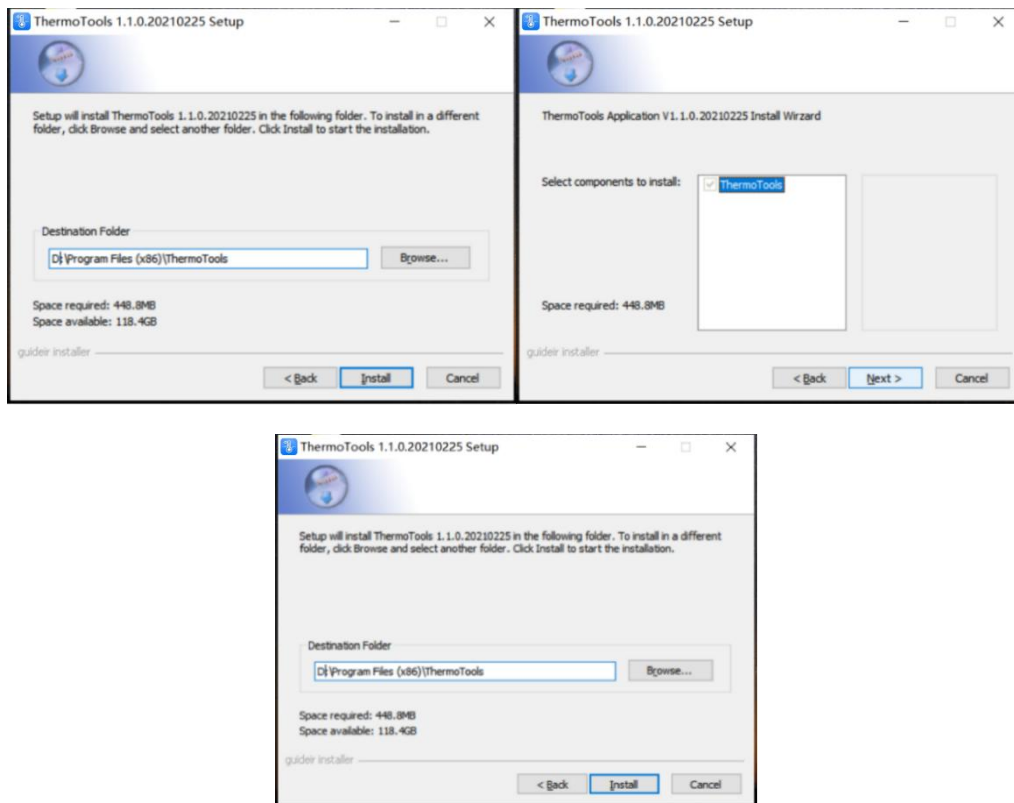 ThermoTools 1.1.0.20210225 Setup
Setup will install ThermoTools 1.1.0.20210225 in the following folder. To install in a different
folder, click Browse and select another folder. Click Install to start the installation.
Destination Folder
D:\Program Files (x86)\ThermoTools
Browse...
Space required: 448.8MB
Space available: 118.4GB
guideir installer
< Back
Install
Cancel
ThermoTools 1.1.0.20210225 Setup
ThermoTools Application V1.1.0.20210225 Install Wirzard
Select components to install:
ThermoTools
Space required: 448.8MB
guideir installer
< Back
Next >
Cancel
ThermoTools 1.1.0.20210225 Setup
Setup will install ThermoTools 1.1.0.20210225 in the following folder. To install in a different
folder, click Browse and select another folder. Click Install to start the installation.
Destination Folder
D:\Program Files (x86)\ThermoTools
Browse...
Space required: 448.8MB
Space available: 118.4GB
guideir installer
< Back
Install
Cancel